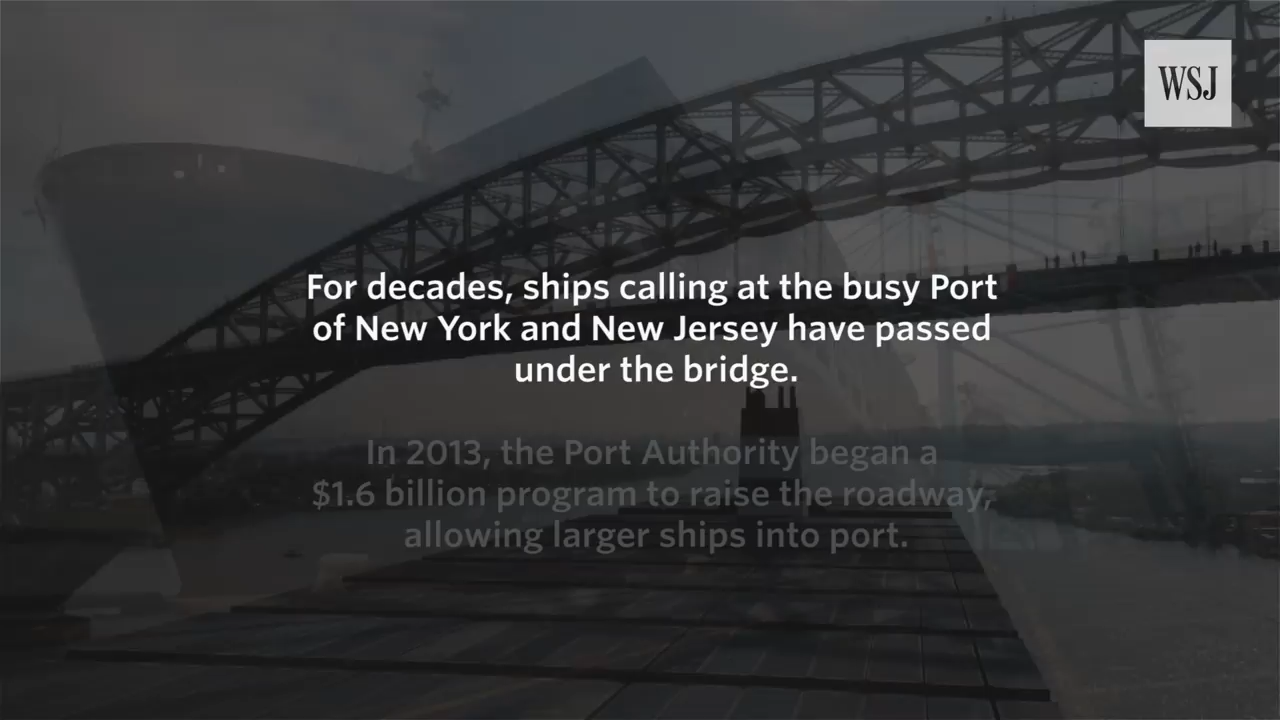 WSJ
For decades, ships calling at the busy Port
of New York and New Jersey have passed
under the bridge.
In 2013, the Port Authority began a
$1.6 billion program to raise the roadway,
allowing larger ships into port.